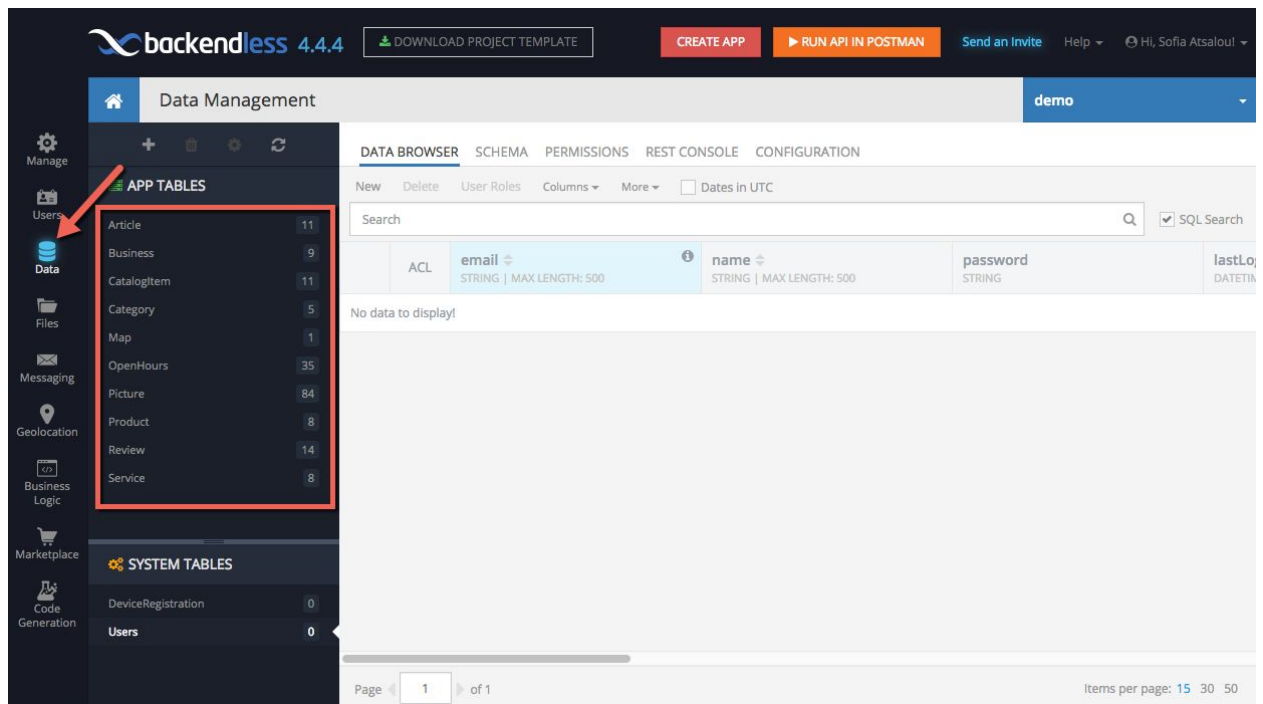 backendless 4.4.4 DOWNLOAD PROJECT TEMPLATE CREATE APP RUN API IN POSTMAN Send an Invite Help Hi, Sofia Atsalou!
Data Management demo
Manage
Users
Data
Files
Messaging
Geolocation
Business
Logic
Marketplace
Code
Generation
APP TABLES
Article 11
Business 9
CatalogItem 11
Category 5
Map 1
OpenHours 35
Picture 84
Product 8
Review 14
Service 8
SYSTEM TABLES
DeviceRegistration 0
Users 0
DATA BROWSER SCHEMA PERMISSIONS REST CONSOLE CONFIGURATION
New Delete User Roles Columns More Dates in UTC
Search SQL Search
ACL email name password lastLo
STRING | MAX LENGTH: 500 STRING | MAX LENGTH: 500 STRING DATETIM
No data to display!
Page 1 of 1 Items per page: 15 30 50